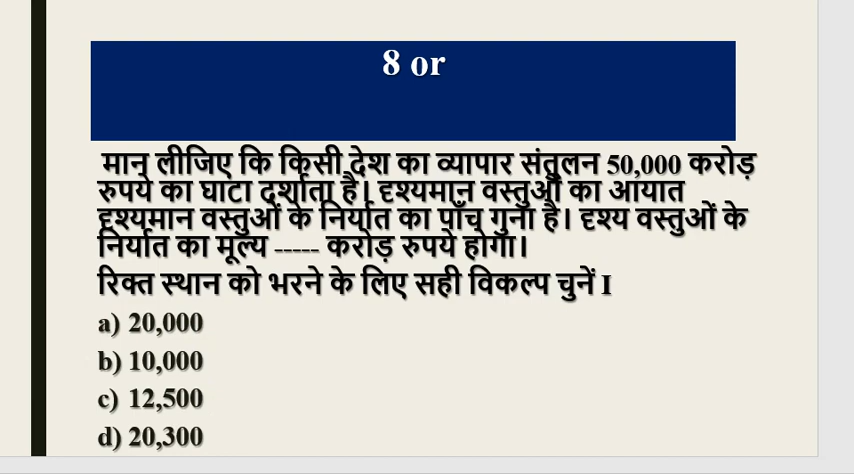 8 or
मान लीजिए कि किसी देश का व्यापार संतुलन 50,000 करोड़
रुपये का घाटा दर्शाता है। दृश्यमान वस्तुओं का आयात
दृश्यमान वस्तुओं के निर्यात का पाँच गुना है। दृश्य वस्तुओं के
निर्यात का मूल्य ----- करोड़ रुपये होगा।
रिक्त स्थान को भरने के लिए सही विकल्प चुनें I
a) 20,000
b) 10,000
c) 12,500
d) 20,300